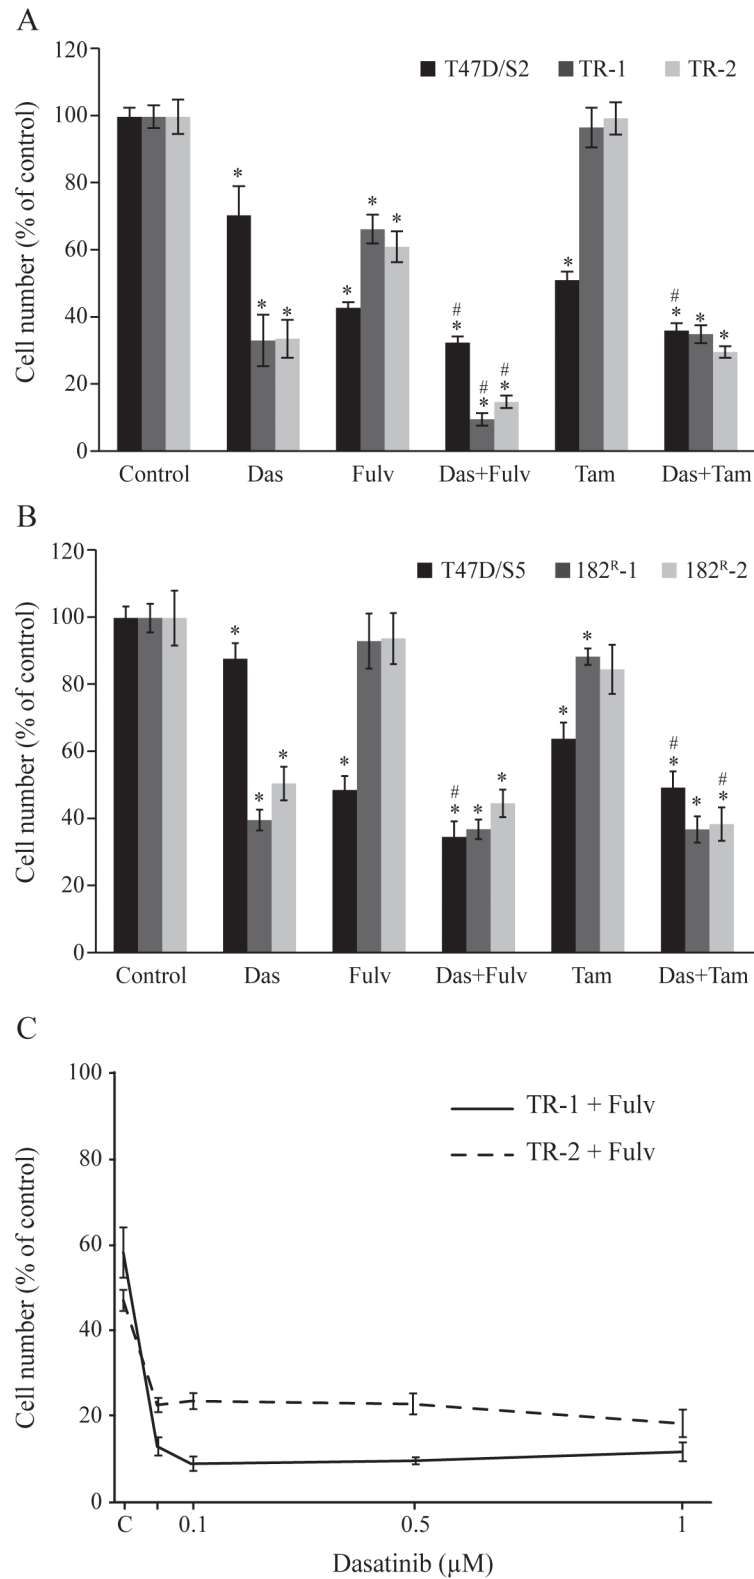 A
120
100
80
60
40
20
0
Cell number (% of control)
T47D/S2 TR-1 TR-2
* * * * * * # * # * # * * # * * *
Control Das Fulv Das+Fulv Tam Das+Tam
B
120
100
80
60
40
20
0
Cell number (% of control)
T47D/S5 182ᴿ-1 182ᴿ-2
* * * * # * * * * * # * * # *
Control Das Fulv Das+Fulv Tam Das+Tam
C
100
80
60
40
20
0
Cell number (% of control)
TR-1 + Fulv
TR-2 + Fulv
C 0.1 0.5 1
Dasatinib (µM)